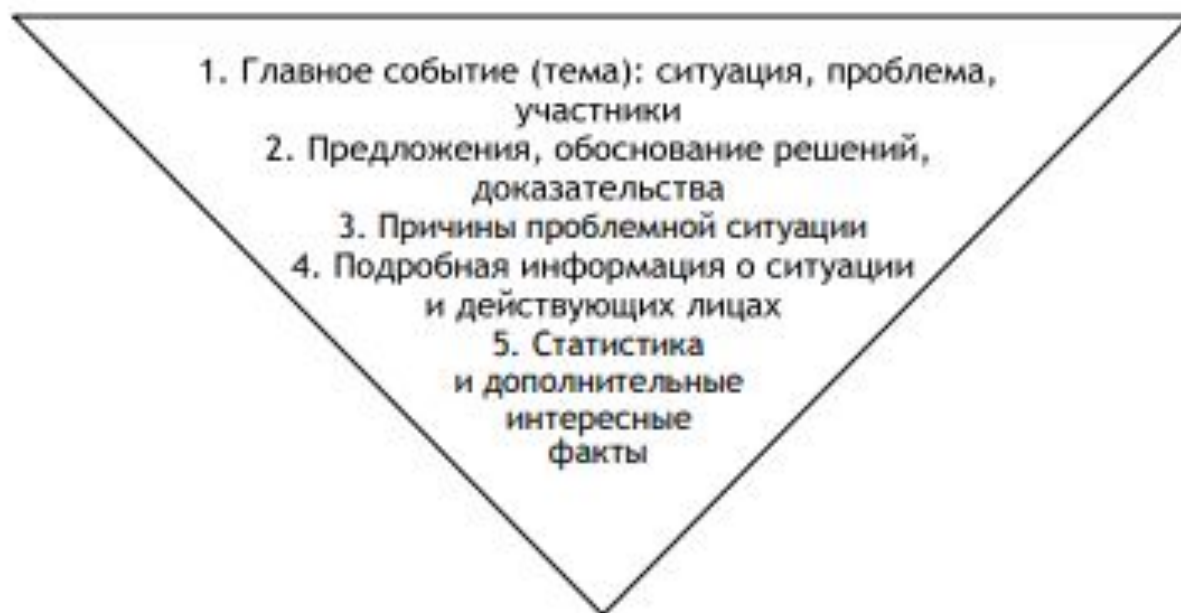 1. Главное событие (тема): ситуация, проблема,
участники
2. Предложения, обоснование решений,
доказательства
3. Причины проблемной ситуации
4. Подробная информация о ситуации
и действующих лицах
5. Статистика
и дополнительные
интересные
факты